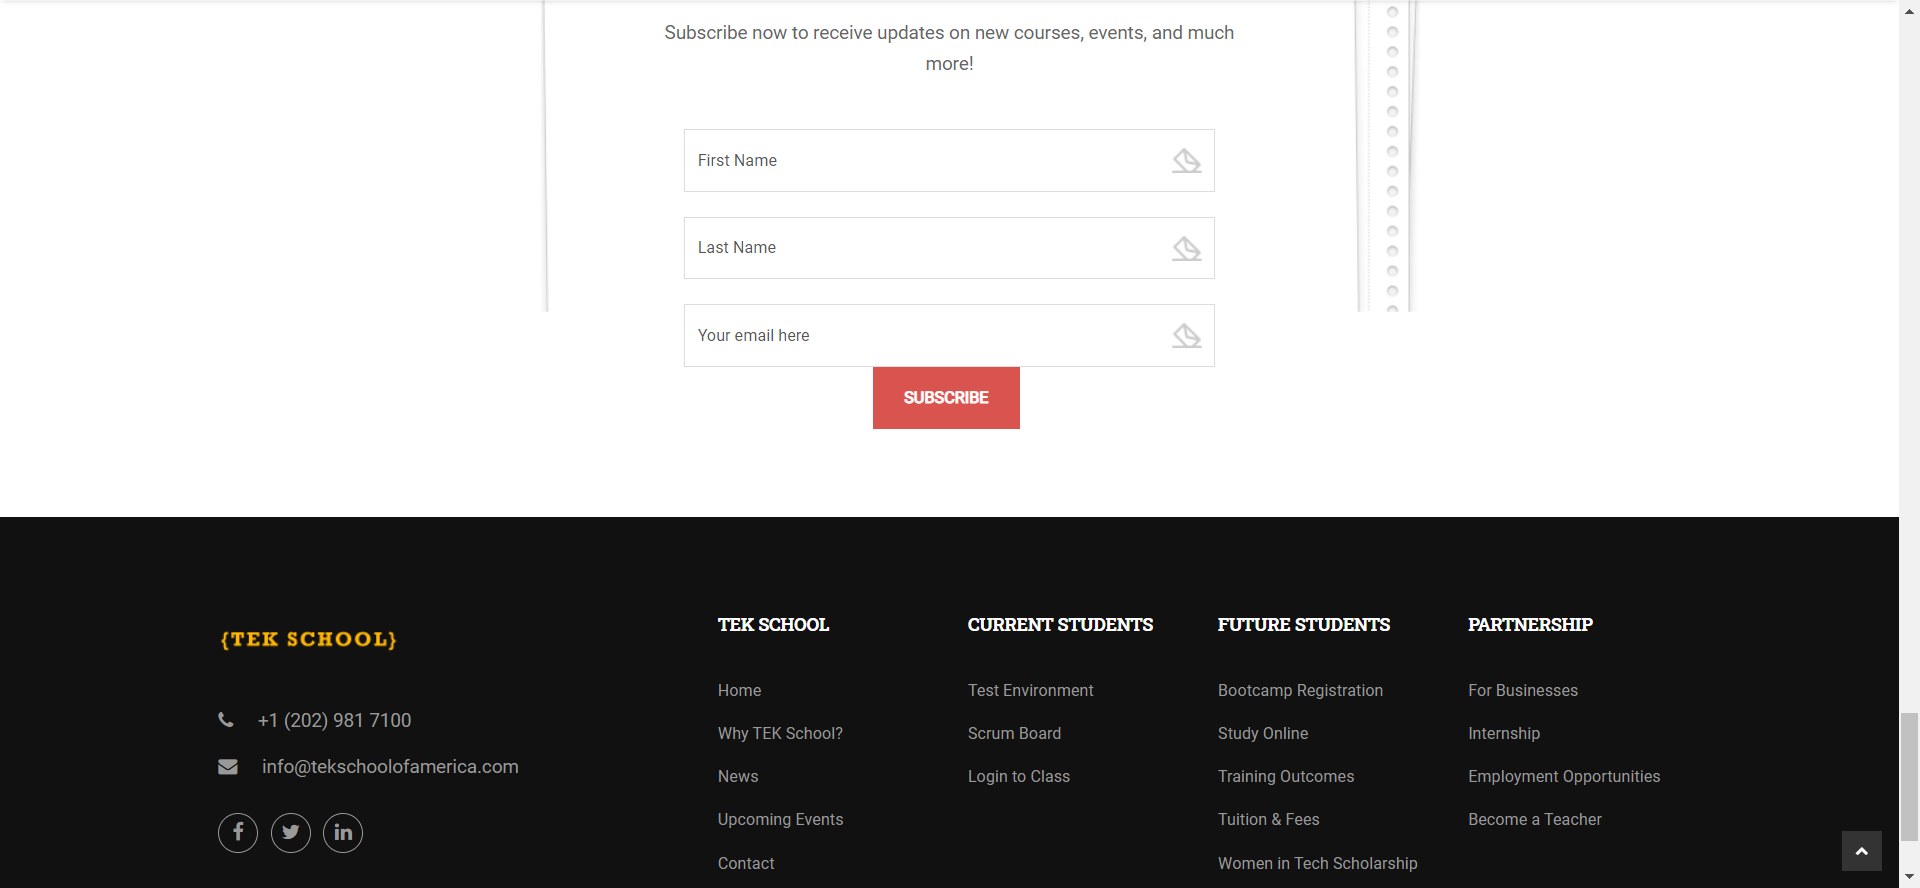 Subscribe now to receive updates on new courses, events, and much
more!
First Name
Last Name
Your email here
SUBSCRIBE
{TEK SCHOOL}
+1 (202) 981 7100
info@tekschoolofamerica.com
TEK SCHOOL
Home
Why TEK School?
News
Upcoming Events
Contact
CURRENT STUDENTS
Test Environment
Scrum Board
Login to Class
FUTURE STUDENTS
Bootcamp Registration
Study Online
Training Outcomes
Tuition & Fees
Women in Tech Scholarship
PARTNERSHIP
For Businesses
Internship
Employment Opportunities
Become a Teacher